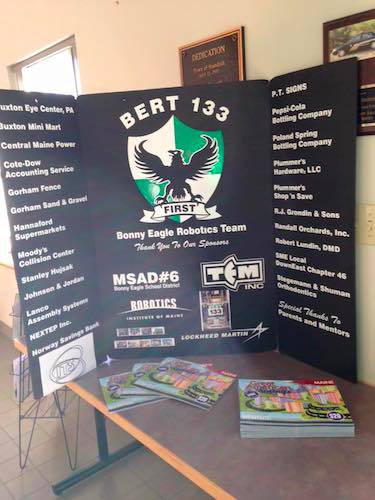 DEDICATION
Town of Standish
Buxton Eye Center, PA
Buxton Mini Mart
Central Maine Power
Cote-Dow
Accounting Service
Gorham Fence
Gorham Sand & Gravel
Hannaford
Supermarkets
Moody's
Collision Center
Stanley Hujsak
Johnson & Jordan
Lanco
Assembly Systems
NEXTEP Inc.
Norway Savings Bank
BERT 133
FIRST
Bonny Eagle Robotics Team
Thank You To Our Sponsors
MSAD#6
Bonny Eagle School District
ROBOTICS
INSTITUTE OF MAINE
INC
133
LOCKHEED MARTIN
P.T. SIGNS
Pepsi-Cola
Bottling Company
Poland Spring
Bottling Company
Plummer's
Hardware, LLC
Plummer's
Shop 'n Save
R.J. Grondin & Sons
Randall Orchards, Inc.
Robert Lundin, DMD
SME Local
DownEast Chapter 46
Stegemann & Shuman
Orthodontics
Special Thanks To
Parents and Mentors
MAINE
$20